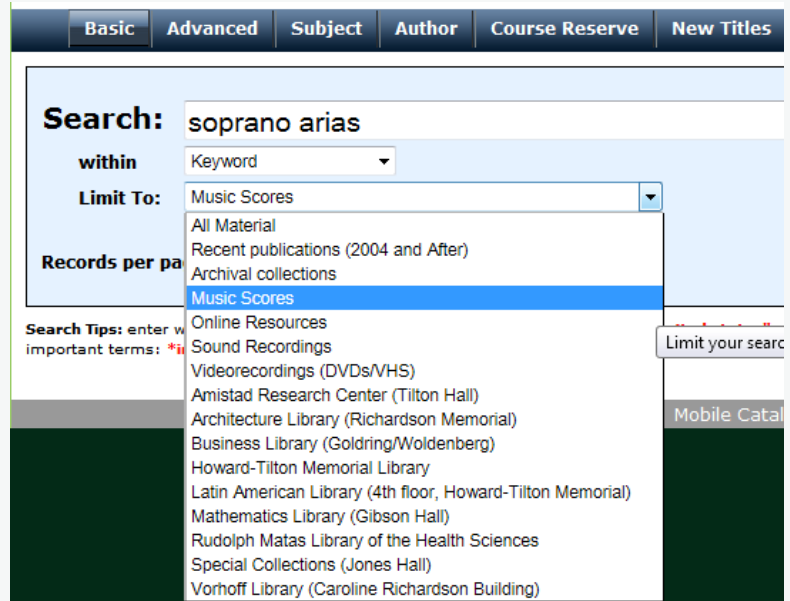 Basic Advanced Subject Author Course Reserve New Titles
Search: soprano arias
within Keyword
Limit To: Music Scores
All Material
Recent publications (2004 and After)
Records per pa
Archival collections
Music Scores
Search Tips: enter w
Online Resources
important terms: *i
Sound Recordings
Limit your searc
Videorecordings (DVDs/VHS)
Amistad Research Center (Tilton Hall)
Architecture Library (Richardson Memorial)
Mobile Catal
Business Library (Goldring/Woldenberg)
Howard-Tilton Memorial Library
Latin American Library (4th floor, Howard-Tilton Memorial)
Mathematics Library (Gibson Hall)
Rudolph Matas Library of the Health Sciences
Special Collections (Jones Hall)
Vorhoff Library (Caroline Richardson Building)